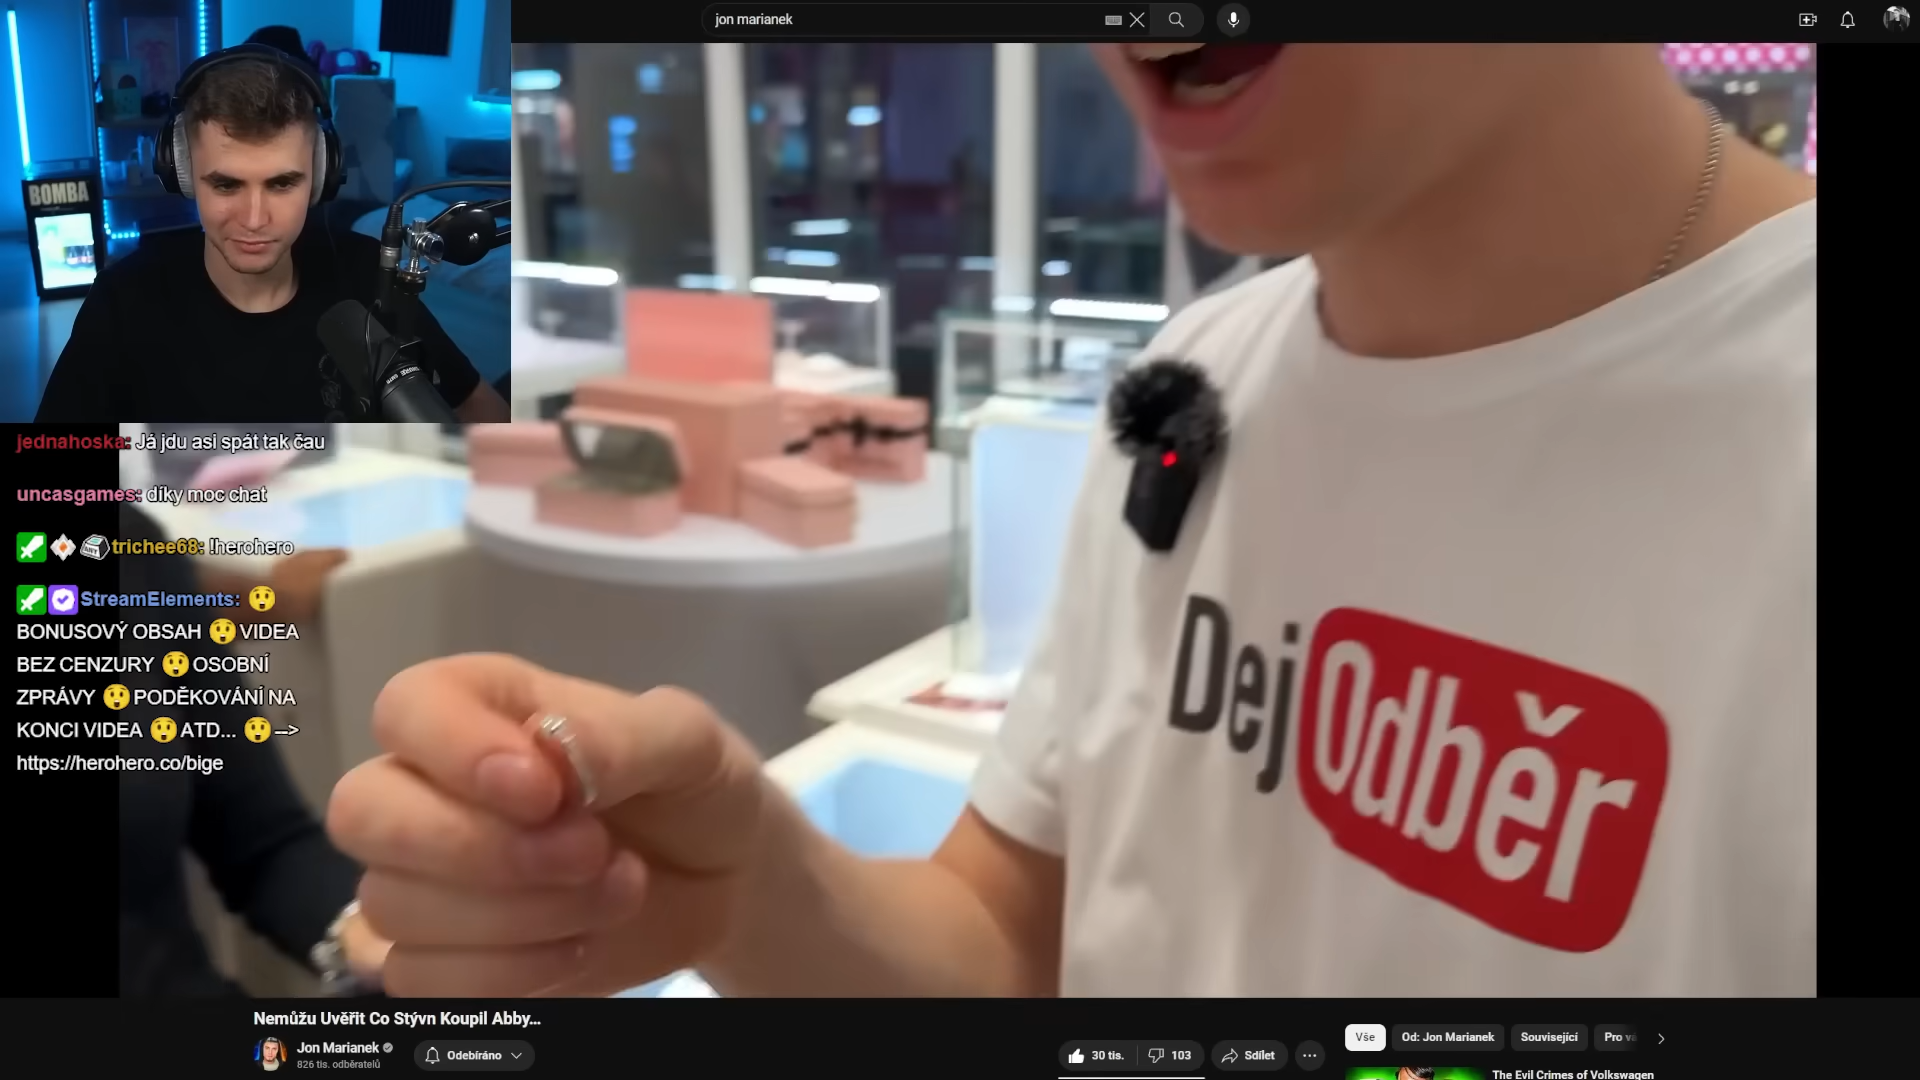 jon marianek
BOMBA
jednahoska: Já jdu asi spát tak čau
uncasgames: díky moc chat
trichee68: !herohero
StreamElements:
BONUSOVÝ OBSAH VIDEA
BEZ CENZURY OSOBNÍ
ZPRÁVY PODĚKOVÁNÍ NA
KONCI VIDEA ATD... -->
https://herohero.co/bige
Dej Odběr
Nemůžu Uvěřit Co Stývn Koupil Abby...
Jon Marianek
826 tis. odběratelů
Odebíráno
30 tis.
103
Sdílet
Vše
Od: Jon Marianek
Související
Pro
The Evil Crimes of Volkswagen